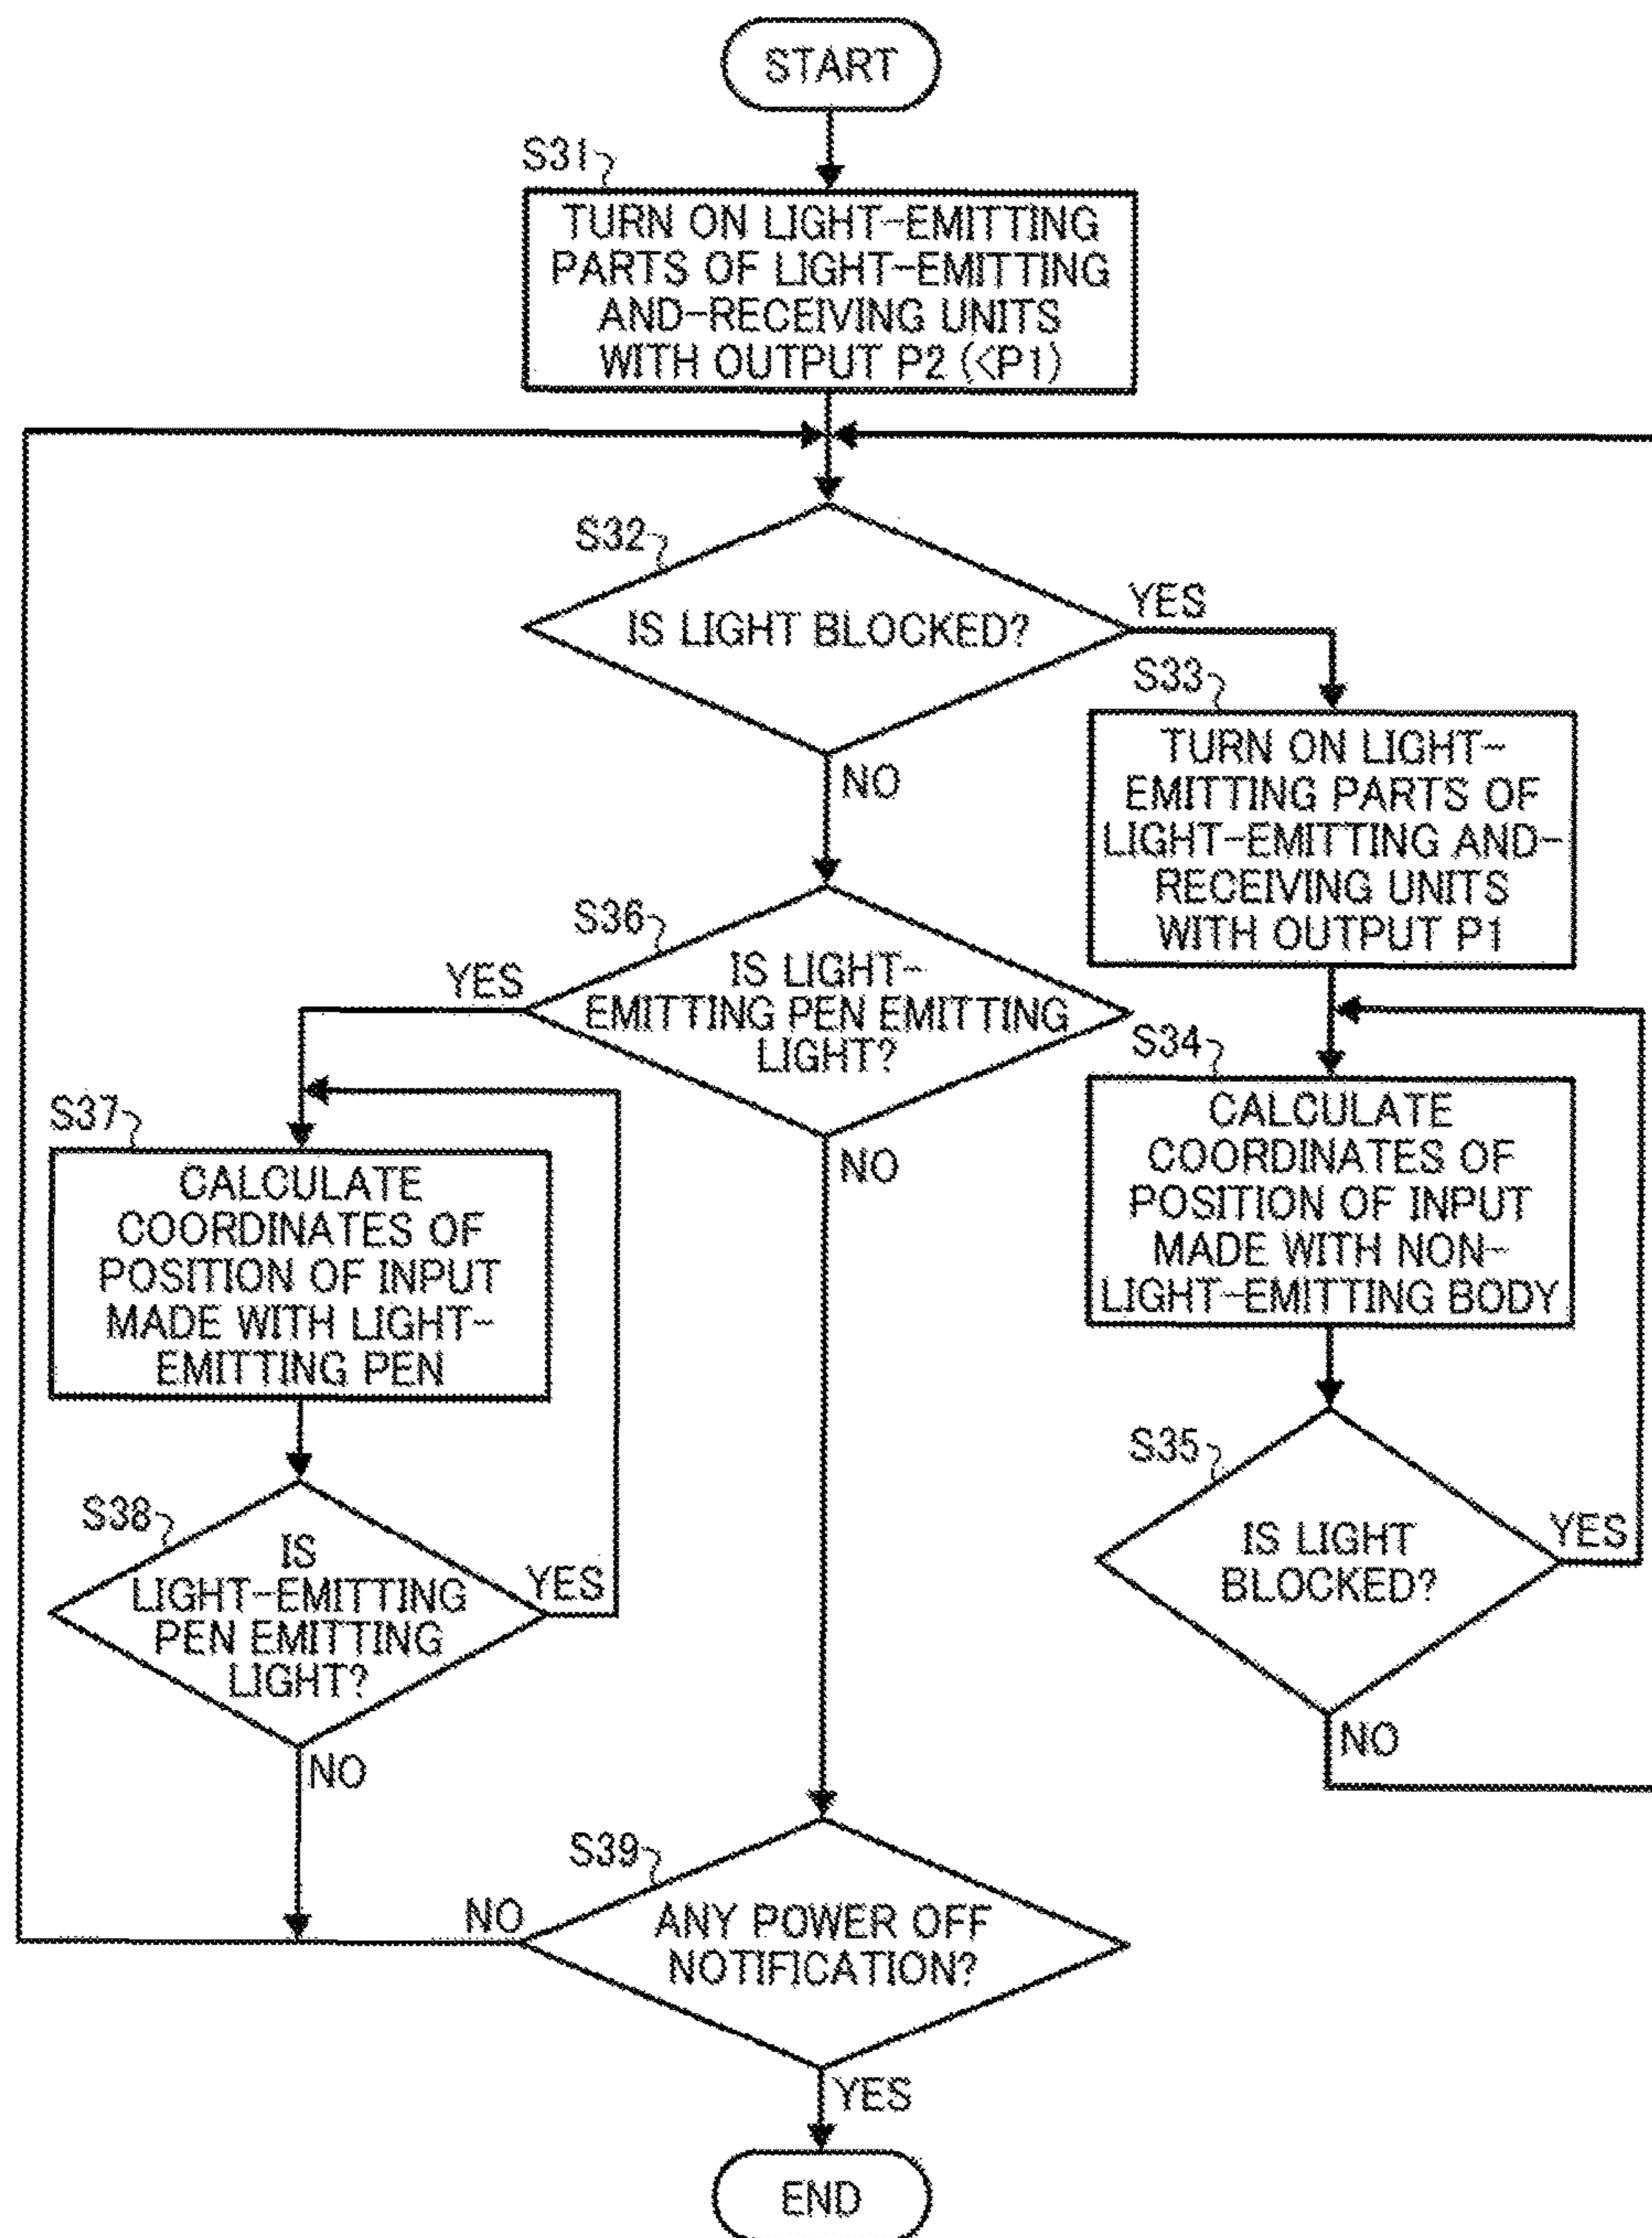 START
S31
TURN ON LIGHT-EMITTING
PARTS OF LIGHT-EMITTING
AND-RECEIVING UNITS
WITH OUTPUT P2 (<P1)
S32
IS LIGHT BLOCKED?
YES
NO
S33
TURN ON LIGHT-
EMITTING PARTS OF
LIGHT-EMITTING AND-
RECEIVING UNITS
WITH OUTPUT P1
S36
IS LIGHT-
EMITTING PEN EMITTING
LIGHT?
YES
NO
S34
CALCULATE
COORDINATES OF
POSITION OF INPUT
MADE WITH NON-
LIGHT-EMITTING BODY
S37
CALCULATE
COORDINATES OF
POSITION OF INPUT
MADE WITH LIGHT-
EMITTING PEN
S35
IS LIGHT
BLOCKED?
YES
NO
S38
IS
LIGHT-EMITTING
PEN EMITTING
LIGHT?
YES
NO
S39
ANY POWER OFF
NOTIFICATION?
NO
YES
END